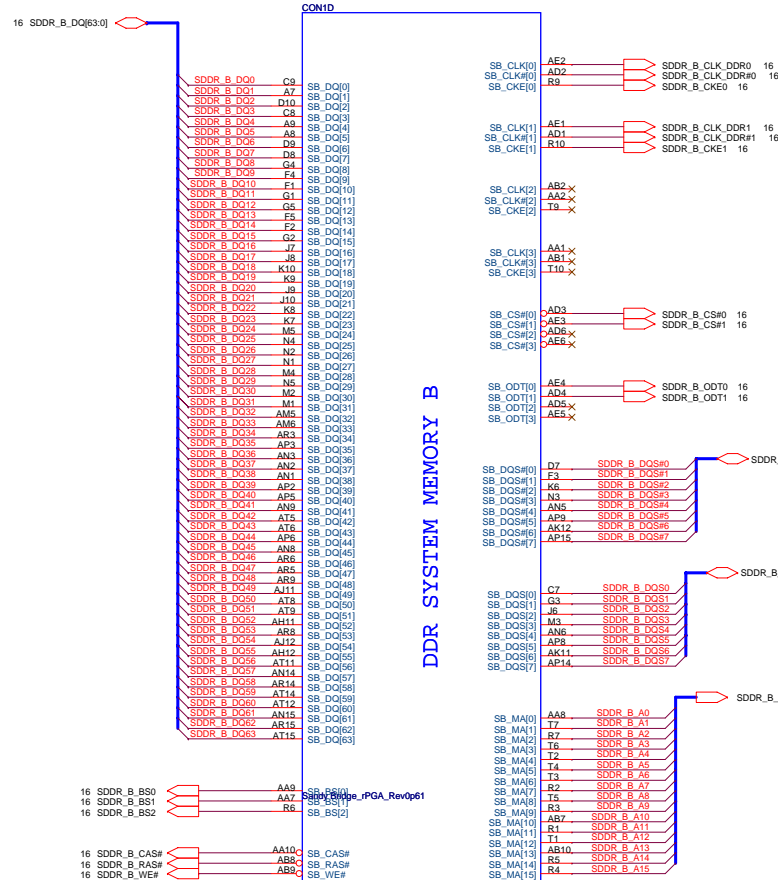 CON1D
16 SDDR_B_DQ[63:0]
SDDR_B_DQ0 C9 SB_DQ[0]
SDDR_B_DQ1 A7 SB_DQ[1]
SDDR_B_DQ2 D10 SB_DQ[2]
SDDR_B_DQ3 C8 SB_DQ[3]
SDDR_B_DQ4 A9 SB_DQ[4]
SDDR_B_DQ5 A8 SB_DQ[5]
SDDR_B_DQ6 D9 SB_DQ[6]
SDDR_B_DQ7 D8 SB_DQ[7]
SDDR_B_DQ8 G4 SB_DQ[8]
SDDR_B_DQ9 F4 SB_DQ[9]
SDDR_B_DQ10 F1 SB_DQ[10]
SDDR_B_DQ11 G1 SB_DQ[11]
SDDR_B_DQ12 G5 SB_DQ[12]
SDDR_B_DQ13 F5 SB_DQ[13]
SDDR_B_DQ14 F2 SB_DQ[14]
SDDR_B_DQ15 G2 SB_DQ[15]
SDDR_B_DQ16 J7 SB_DQ[16]
SDDR_B_DQ17 J8 SB_DQ[17]
SDDR_B_DQ18 K10 SB_DQ[18]
SDDR_B_DQ19 K9 SB_DQ[19]
SDDR_B_DQ20 J9 SB_DQ[20]
SDDR_B_DQ21 J10 SB_DQ[21]
SDDR_B_DQ22 K8 SB_DQ[22]
SDDR_B_DQ23 K7 SB_DQ[23]
SDDR_B_DQ24 M5 SB_DQ[24]
SDDR_B_DQ25 N4 SB_DQ[25]
SDDR_B_DQ26 N2 SB_DQ[26]
SDDR_B_DQ27 N1 SB_DQ[27]
SDDR_B_DQ28 M4 SB_DQ[28]
SDDR_B_DQ29 N5 SB_DQ[29]
SDDR_B_DQ30 M2 SB_DQ[30]
SDDR_B_DQ31 M1 SB_DQ[31]
SDDR_B_DQ32 AM5 SB_DQ[32]
SDDR_B_DQ33 AM6 SB_DQ[33]
SDDR_B_DQ34 AR3 SB_DQ[34]
SDDR_B_DQ35 AP3 SB_DQ[35]
SDDR_B_DQ36 AN3 SB_DQ[36]
SDDR_B_DQ37 AN2 SB_DQ[37]
SDDR_B_DQ38 AN1 SB_DQ[38]
SDDR_B_DQ39 AP2 SB_DQ[39]
SDDR_B_DQ40 AP5 SB_DQ[40]
SDDR_B_DQ41 AN9 SB_DQ[41]
SDDR_B_DQ42 AT5 SB_DQ[42]
SDDR_B_DQ43 AT6 SB_DQ[43]
SDDR_B_DQ44 AP6 SB_DQ[44]
SDDR_B_DQ45 AN8 SB_DQ[45]
SDDR_B_DQ46 AR6 SB_DQ[46]
SDDR_B_DQ47 AR5 SB_DQ[47]
SDDR_B_DQ48 AR9 SB_DQ[48]
SDDR_B_DQ49 AJ11 SB_DQ[49]
SDDR_B_DQ50 AT8 SB_DQ[50]
SDDR_B_DQ51 AT9 SB_DQ[51]
SDDR_B_DQ52 AH11 SB_DQ[52]
SDDR_B_DQ53 AR8 SB_DQ[53]
SDDR_B_DQ54 AJ12 SB_DQ[54]
SDDR_B_DQ55 AH12 SB_DQ[55]
SDDR_B_DQ56 AT11 SB_DQ[56]
SDDR_B_DQ57 AN14 SB_DQ[57]
SDDR_B_DQ58 AR14 SB_DQ[58]
SDDR_B_DQ59 AT14 SB_DQ[59]
SDDR_B_DQ60 AT12 SB_DQ[60]
SDDR_B_DQ61 AN15 SB_DQ[61]
SDDR_B_DQ62 AR15 SB_DQ[62]
SDDR_B_DQ63 AT15 SB_DQ[63]
16 SDDR_B_BS0 AA9 SB_BS[0]
Sandy_Bridge_rPGA_Rev0p61
16 SDDR_B_BS1 AA7 SB_BS[1]
16 SDDR_B_BS2 R6 SB_BS[2]
16 SDDR_B_CAS# AA10 SB_CAS#
16 SDDR_B_RAS# AB8 SB_RAS#
16 SDDR_B_WE# AB9 SB_WE#
DDR SYSTEM MEMORY B
SB_CLK[0] AE2 SDDR_B_CLK_DDR0 16
SB_CLK#[0] AD2 SDDR_B_CLK_DDR#0 16
SB_CKE[0] R9 SDDR_B_CKE0 16
SB_CLK[1] AE1 SDDR_B_CLK_DDR1 16
SB_CLK#[1] AD1 SDDR_B_CLK_DDR#1 16
SB_CKE[1] R10 SDDR_B_CKE1 16
SB_CLK[2] AB2
SB_CLK#[2] AA2
SB_CKE[2] T9
SB_CLK[3] AA1
SB_CLK#[3] AB1
SB_CKE[3] T10
SB_CS#[0] AD3 SDDR_B_CS#0 16
SB_CS#[1] AE3 SDDR_B_CS#1 16
SB_CS#[2] AD6
SB_CS#[3] AE6
SB_ODT[0] AE4 SDDR_B_ODT0 16
SB_ODT[1] AD4 SDDR_B_ODT1 16
SB_ODT[2] AD5
SB_ODT[3] AE5
SDDR_
SB_DQS#[0] D7 SDDR_B_DQS#0
SB_DQS#[1] F3 SDDR_B_DQS#1
SB_DQS#[2] K6 SDDR_B_DQS#2
SB_DQS#[3] N3 SDDR_B_DQS#3
SB_DQS#[4] AN5 SDDR_B_DQS#4
SB_DQS#[5] AP9 SDDR_B_DQS#5
SB_DQS#[6] AK12 SDDR_B_DQS#6
SB_DQS#[7] AP15 SDDR_B_DQS#7
SDDR_B_
SB_DQS[0] C7 SDDR_B_DQS0
SB_DQS[1] G3 SDDR_B_DQS1
SB_DQS[2] J6 SDDR_B_DQS2
SB_DQS[3] M3 SDDR_B_DQS3
SB_DQS[4] AN6 SDDR_B_DQS4
SB_DQS[5] AP8 SDDR_B_DQS5
SB_DQS[6] AK11 SDDR_B_DQS6
SB_DQS[7] AP14 SDDR_B_DQS7
SDDR_B_
SB_MA[0] AA8 SDDR_B_A0
SB_MA[1] T7 SDDR_B_A1
SB_MA[2] R7 SDDR_B_A2
SB_MA[3] T6 SDDR_B_A3
SB_MA[4] T2 SDDR_B_A4
SB_MA[5] T4 SDDR_B_A5
SB_MA[6] T3 SDDR_B_A6
SB_MA[7] R2 SDDR_B_A7
SB_MA[8] T5 SDDR_B_A8
SB_MA[9] R3 SDDR_B_A9
SB_MA[10] AB7 SDDR_B_A10
SB_MA[11] R1 SDDR_B_A11
SB_MA[12] T1 SDDR_B_A12
SB_MA[13] AB10 SDDR_B_A13
SB_MA[14] R5 SDDR_B_A14
SB_MA[15] R4 SDDR_B_A15